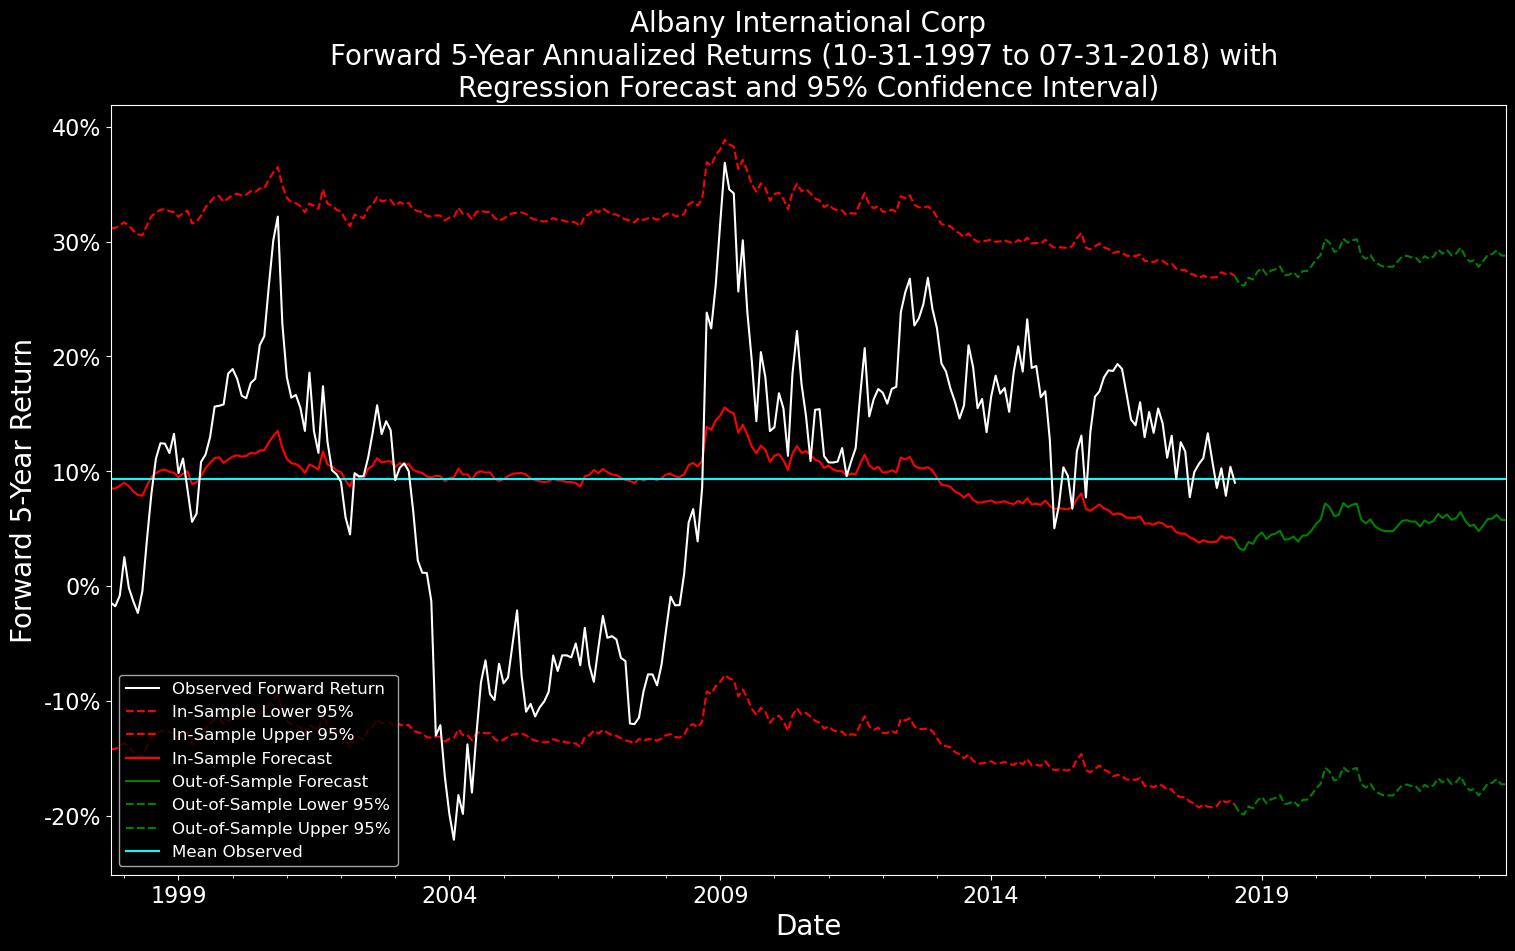 Albany International Corp
Forward 5-Year Annualized Returns (10-31-1997 to 07-31-2018) with
Regression Forecast and 95% Confidence Interval)
Forward 5-Year Return
40%
30%
20%
10%
0%
-10%
-20%
Observed Forward Return
In-Sample Lower 95%
In-Sample Upper 95%
In-Sample Forecast
Out-of-Sample Forecast
Out-of-Sample Lower 95%
Out-of-Sample Upper 95%
Mean Observed
1999
2004
2009
2014
2019
Date